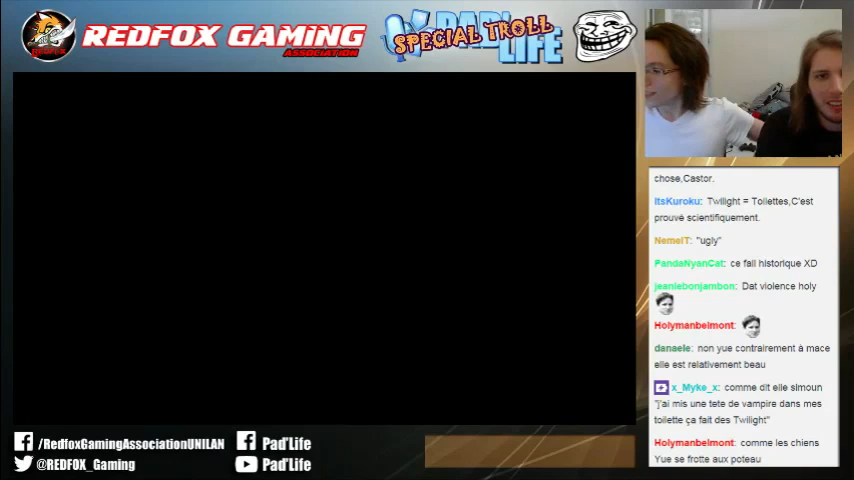 REDFOX GAMING
ASSOCIATION
PAD'
LIFE
SPECIAL TROLL
REDFOX
chose,Castor.
ItsKuroku: Twilight = Toilettes,C'est
prouvé scientifiquement.
NemeIT: "ugly"
PandaNyanCat: ce fail historique XD
jeanlebonjambon: Dat violence holy
Holymanbelmont:
danaele: non yue contrairement à mace
elle est relativement beau
x_Myke_x: comme dit elie simoun
"j'ai mis une tete de vampire dans mes
toilette ça fait des Twilight"
Holymanbelmont: comme les chiens
Yue se frotte aux poteau
/RedfoxGamingAssociationUNILAN
Pad'Life
@REDFOX_Gaming
Pad'Life